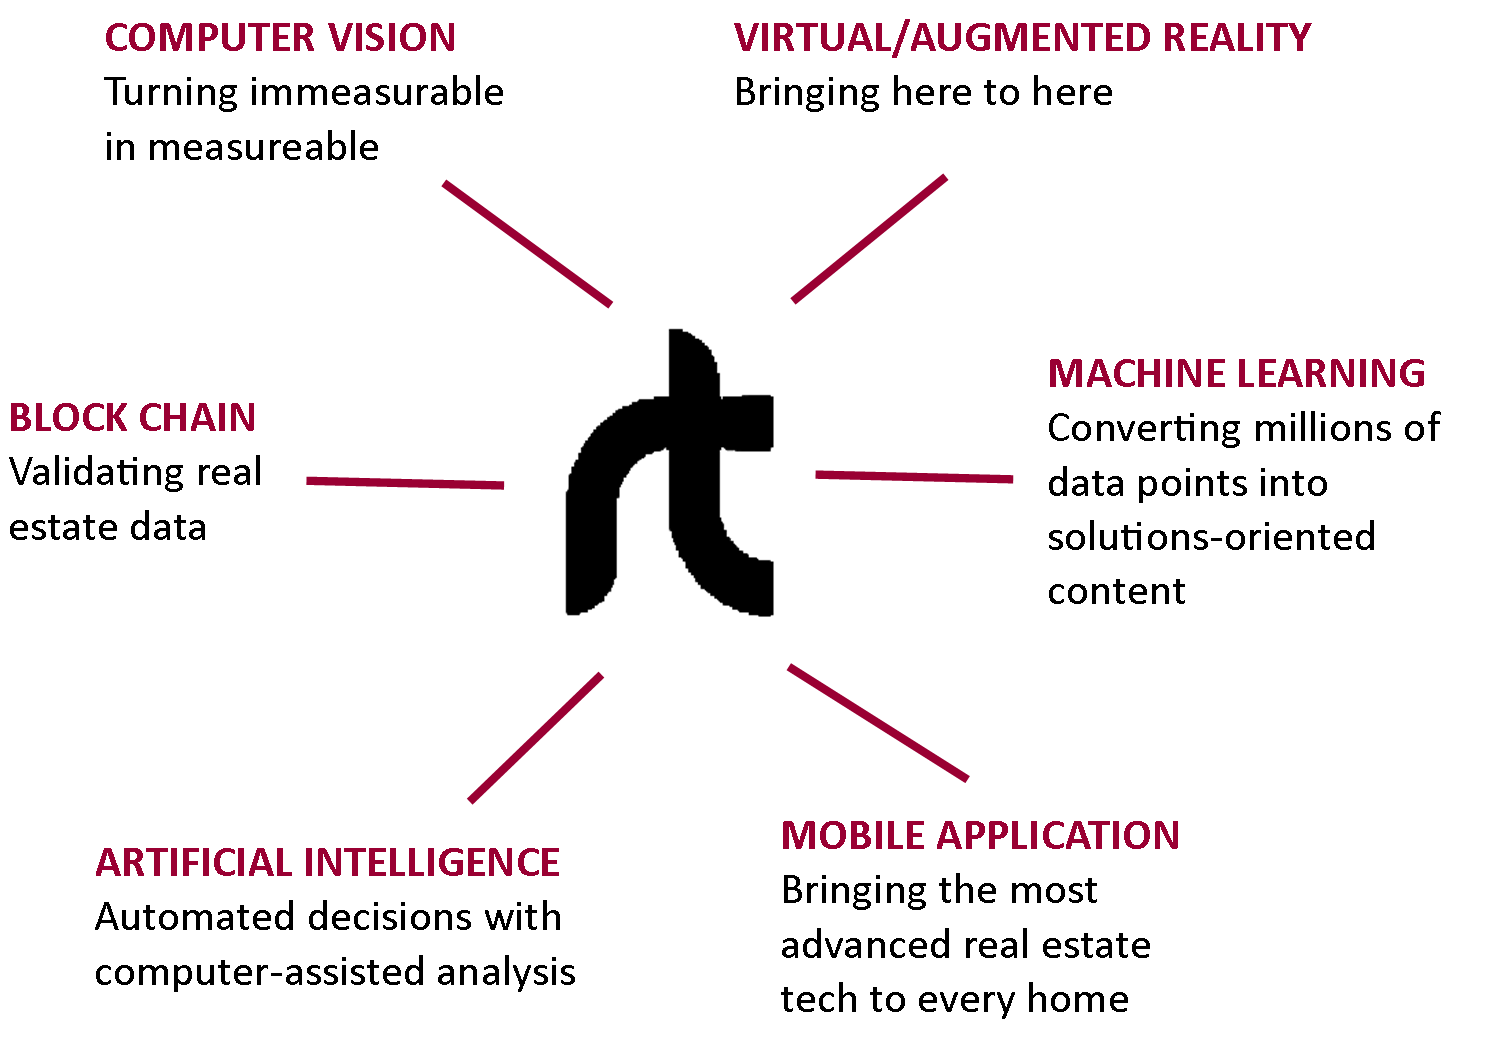 COMPUTER VISION
Turning immeasurable
in measureable
VIRTUAL/AUGMENTED REALITY
Bringing here to here
BLOCK CHAIN
Validating real
estate data
rt
MACHINE LEARNING
Converting millions of
data points into
solutions-oriented
content
ARTIFICIAL INTELLIGENCE
Automated decisions with
computer-assisted analysis
MOBILE APPLICATION
Bringing the most
advanced real estate
tech to every home